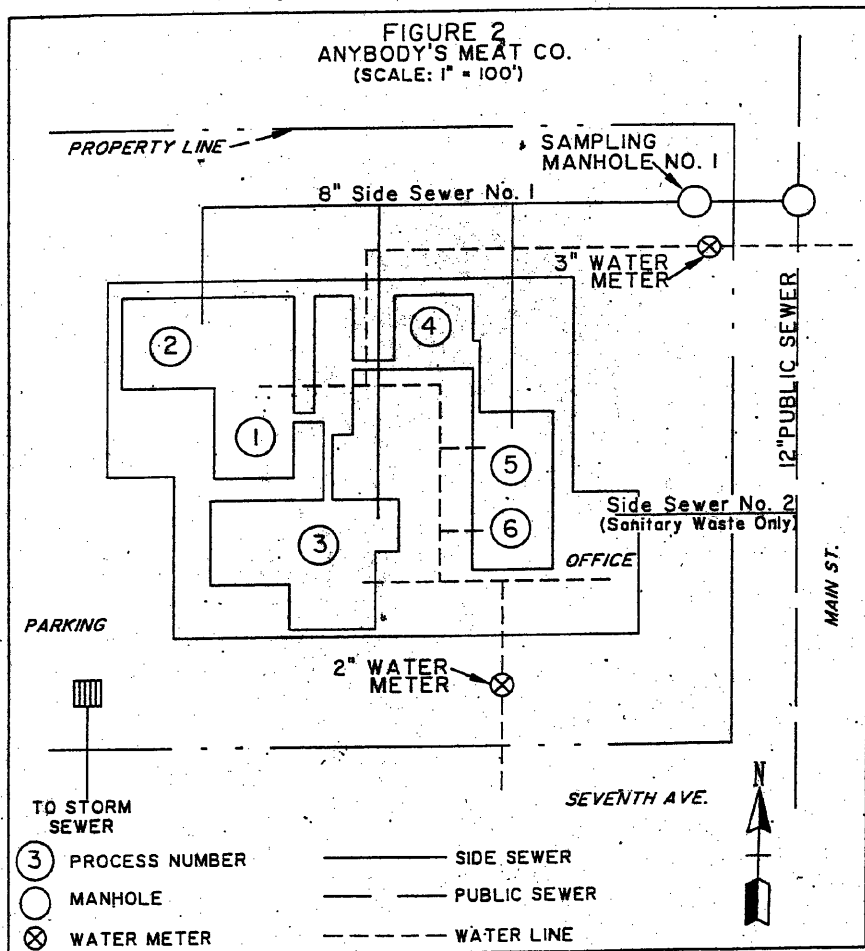 FIGURE 2
ANYBODY'S MEAT CO.
(SCALE: 1" = 100')
PROPERTY LINE
SAMPLING
MANHOLE NO. 1
8" Side Sewer No. 1
3" WATER
METER
12" PUBLIC SEWER
2
4
1
5
6
3
Side Sewer No. 2
(Sanitary Waste Only)
OFFICE
MAIN ST.
PARKING
2" WATER
METER
TO STORM
SEWER
SEVENTH AVE.
N
3 PROCESS NUMBER
SIDE SEWER
MANHOLE
PUBLIC SEWER
WATER METER
WATER LINE